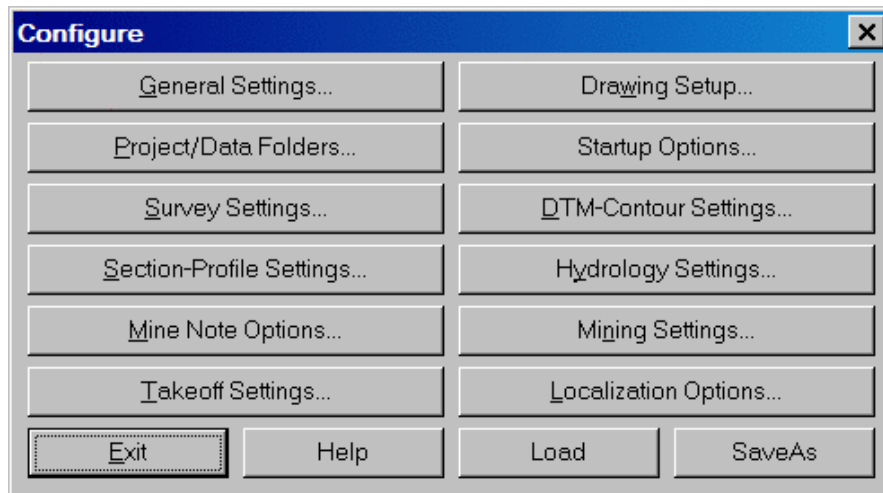 Configure
General Settings... Drawing Setup...
Project/Data Folders... Startup Options...
Survey Settings... DTM-Contour Settings...
Section-Profile Settings... Hydrology Settings...
Mine Note Options... Mining Settings...
Takeoff Settings... Localization Options...
Exit Help Load SaveAs